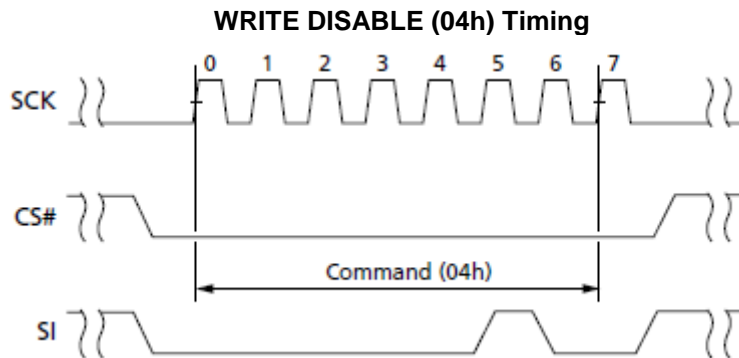 WRITE DISABLE (04h) Timing
0 1 2 3 4 5 6 7
SCK
CS#
Command (04h)
SI